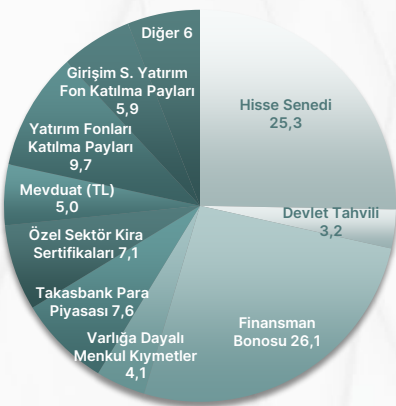 Diğer 6
Girişim S. Yatırım
Fon Katılma Payları
5,9
Yatırım Fonları
Katılma Payları
9,7
Mevduat (TL)
5,0
Özel Sektör Kira
Sertifikaları 7,1
Takasbank Para
Piyasası 7,6
Varlığa Dayalı
Menkul Kıymetler
4,1
Finansman
Bonosu 26,1
Devlet Tahvili
3,2
Hisse Senedi
25,3